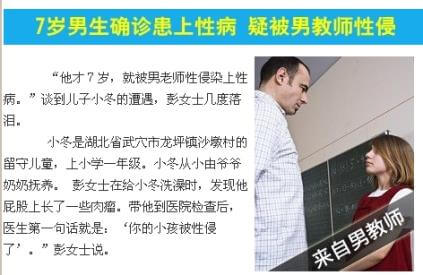 7岁男生确诊患上性病 疑被男教师性侵
“他才７岁，就被男老师性侵染上性
病。”谈到儿子小冬的遭遇，彭女士几度落
泪。
小冬是湖北省武穴市龙坪镇沙墩村的
留守儿童，上小学一年级。小冬从小由爷爷
奶奶抚养。 彭女士在给小冬洗澡时，发现他
屁股上长了一些肉瘤。带他到医院检查后，
医生第一句话就是：‘你的小孩被性侵
了’。”彭女士说。
来自男教师